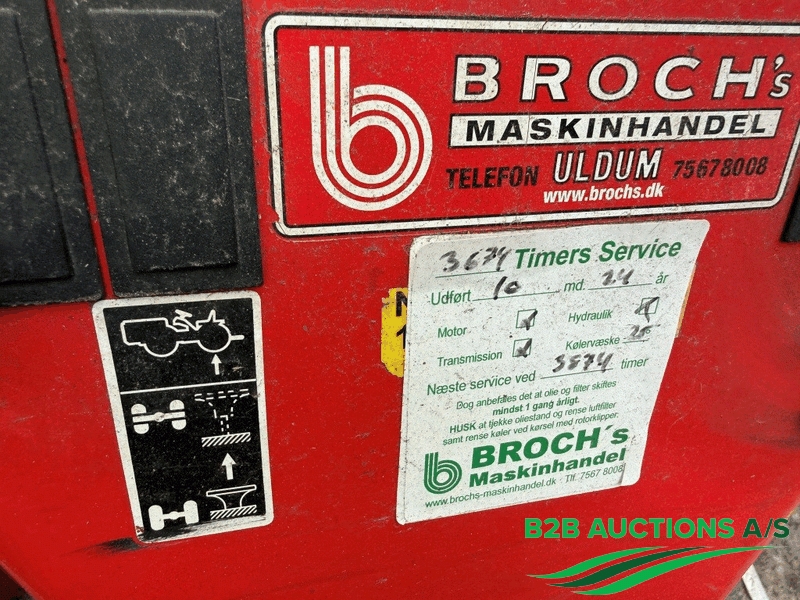 BROCH's
MASKINHANDEL
TELEFON ULDUM 75678008
www.brochs.dk
3674 Timers Service
Udført 10 md. 24 år
Motor Hydraulik
Transmission Kølervæske 25
Næste service ved 3874 timer
Dog anbefales det at olie og filter skiftes
mindst 1 gang årligt.
HUSK at tjekke oliestand og rense luftfilter
samt rense køler ved kørsel med rotorklipper.
BROCH´s
Maskinhandel
www.brochs-maskinhandel.dk . Tlf. 7567 8008
B2B AUCTIONS A/S